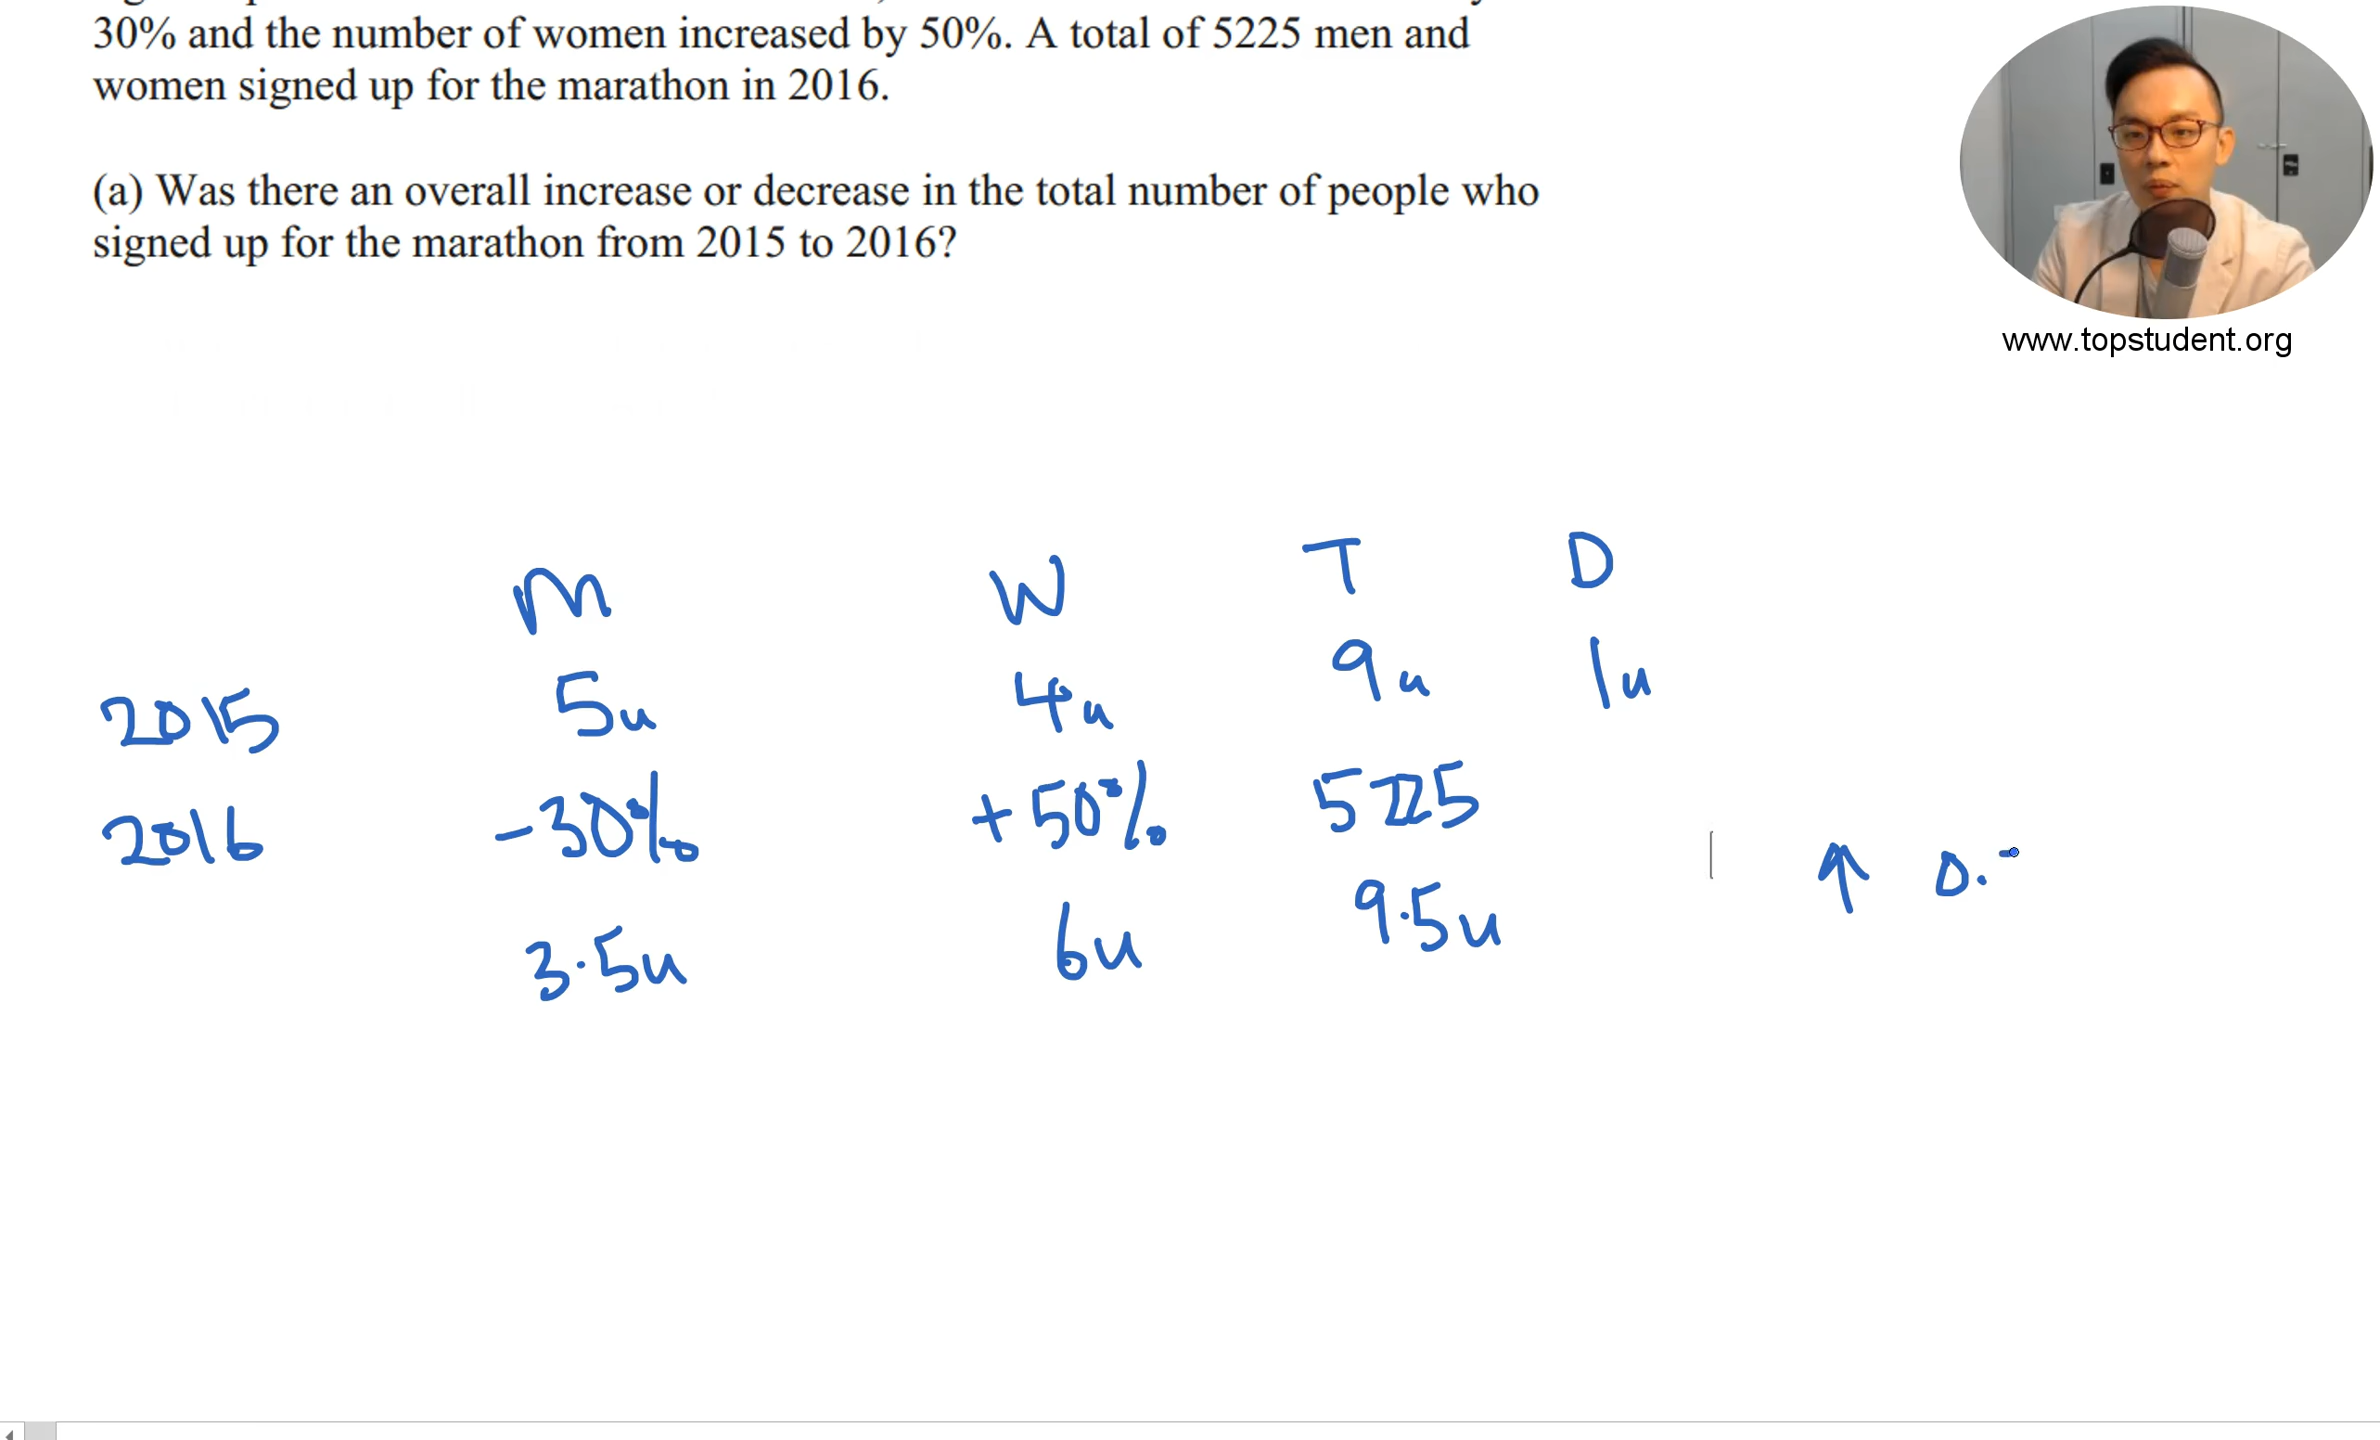 30% and the number of women increased by 50%. A total of 5225 men and
women signed up for the marathon in 2016.
(a) Was there an overall increase or decrease in the total number of people who
signed up for the marathon from 2015 to 2016?
www.topstudent.org
M W T D
2015 5u 4u 9u 1u
2016 -30% +50% 5225
3.5u 6u 9.5u ↑ 0.